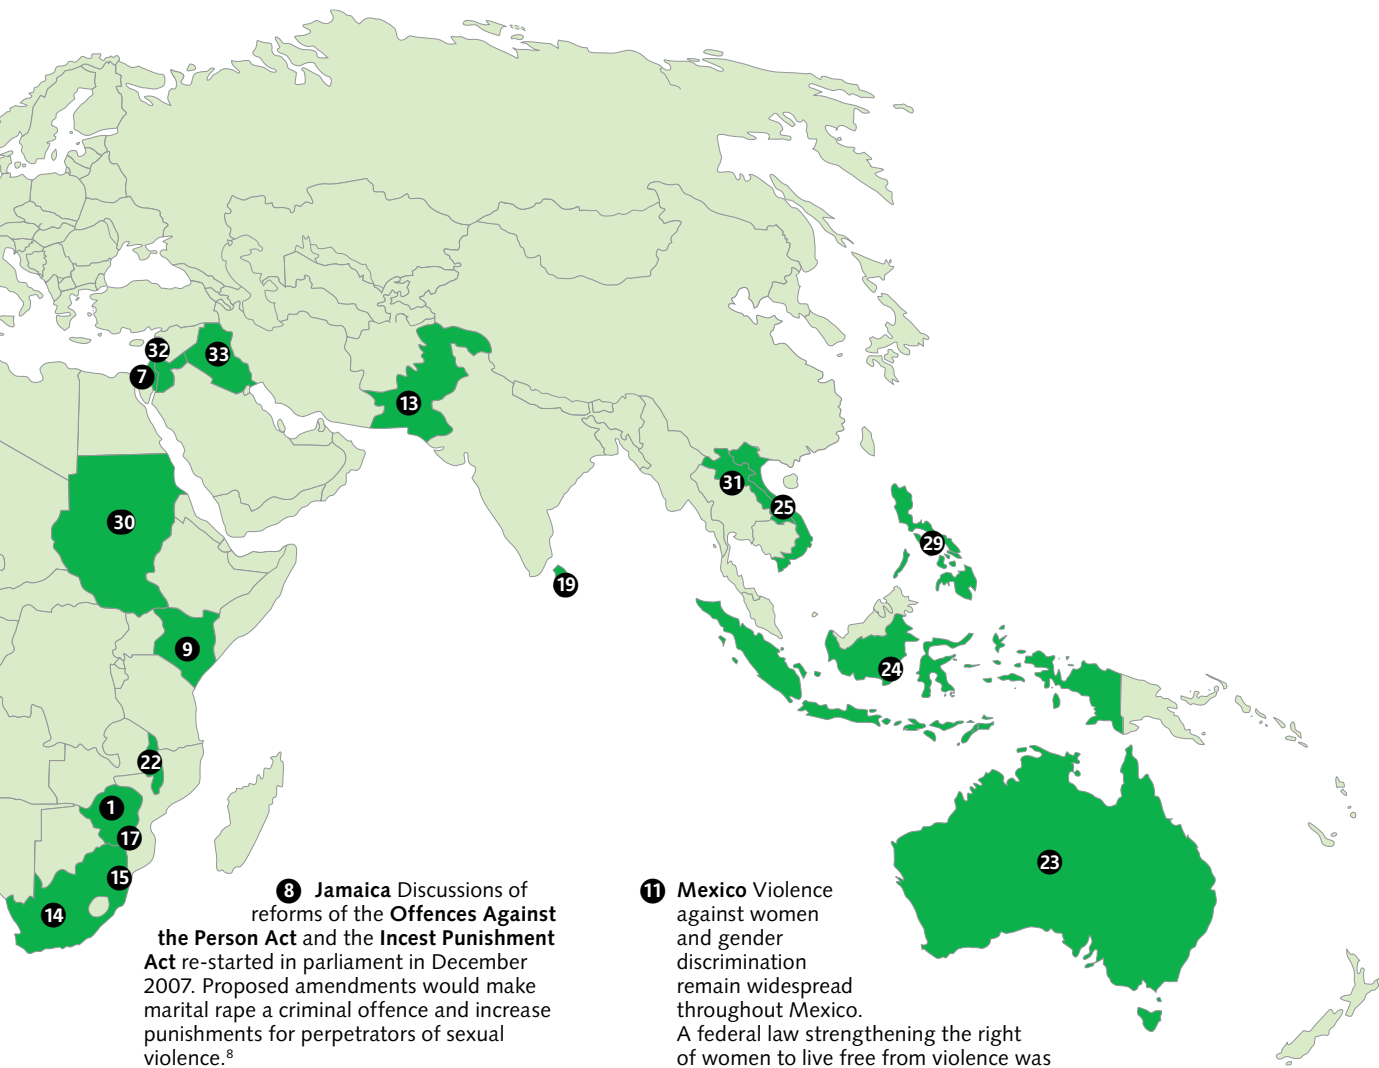 32
33
7
13
31
25
30
29
19
9
24
22
1
17
23
15
14
8 Jamaica Discussions of
reforms of the Offences Against
the Person Act and the Incest Punishment
Act re-started in parliament in December
2007. Proposed amendments would make
marital rape a criminal offence and increase
punishments for perpetrators of sexual
violence.8
11 Mexico Violence
against women
and gender
discrimination
remain widespread
throughout Mexico.
A federal law strengthening the right
of women to live free from violence was